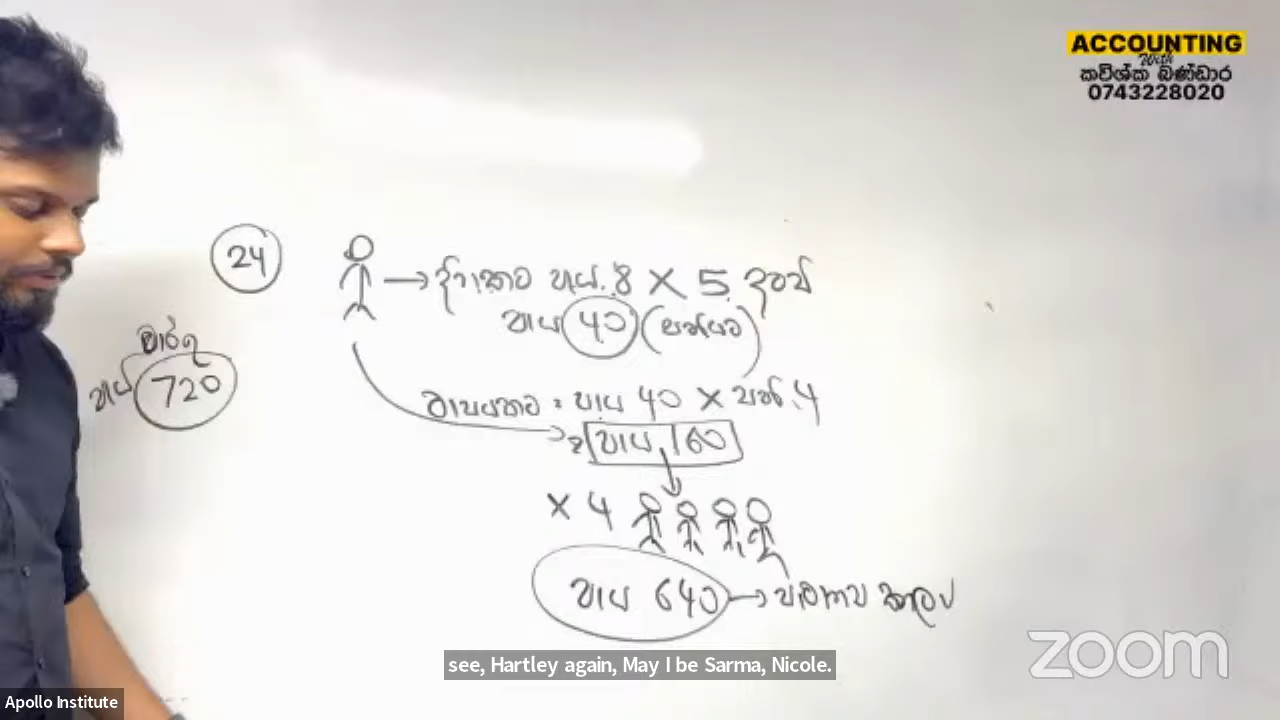 ACCOUNTING
With
කවිශ්ක බණ්ඩාර
0743228020
24
දිනකට පැය 8 X 5 දවස්
පැය 40 (සතියට)
වාර්තා
පැය 720
මාසයකට = පැය 40 X සති 4
= පැය 160
X 4
පැය 640 → සාමාන්‍ය කාලය
see, Hartley again, May I be Sarma, Nicole.
zoom
Apollo Institute